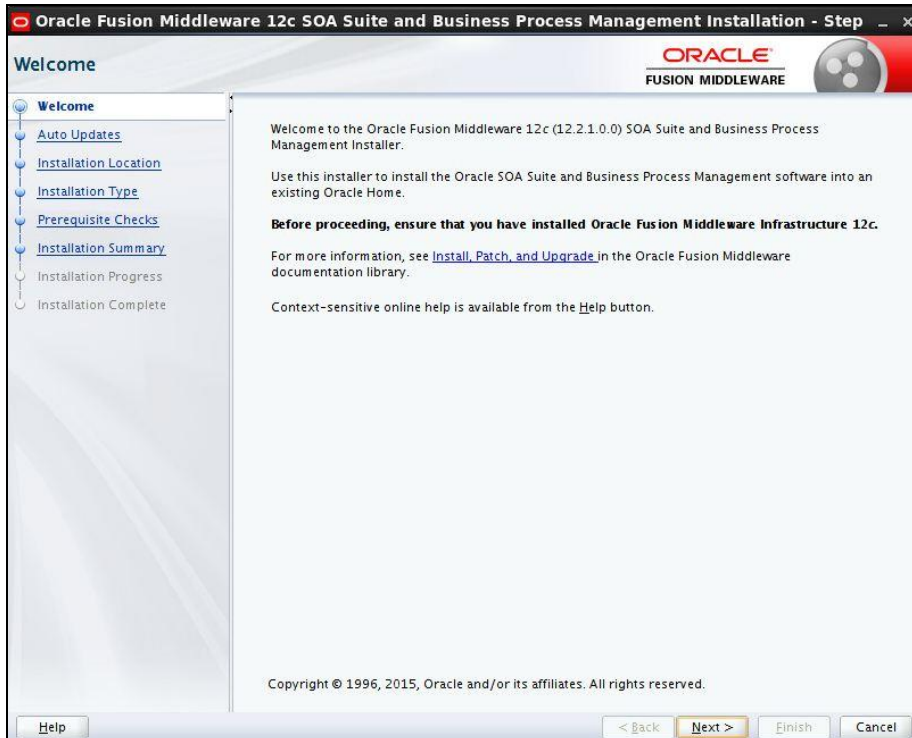 Oracle Fusion Middleware 12c SOA Suite and Business Process Management Installation - Step
Welcome
ORACLE
FUSION MIDDLEWARE
Welcome
Auto Updates
Installation Location
Installation Type
Prerequisite Checks
Installation Summary
Installation Progress
Installation Complete
Welcome to the Oracle Fusion Middleware 12c (12.2.1.0.0) SOA Suite and Business Process
Management Installer.
Use this installer to install the Oracle SOA Suite and Business Process Management software into an
existing Oracle Home.
Before proceeding, ensure that you have installed Oracle Fusion Middleware Infrastructure 12c.
For more information, see Install, Patch, and Upgrade in the Oracle Fusion Middleware
documentation library.
Context-sensitive online help is available from the Help button.
Copyright © 1996, 2015, Oracle and/or its affiliates. All rights reserved.
Help
< Back
Next >
Finish
Cancel